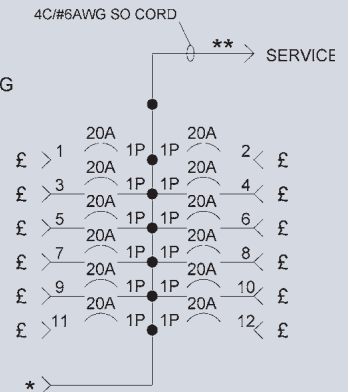 4C/#6AWG SO CORD
** SERVICE
G
20A 20A
£ 1 1P 1P 2 £
20A 20A
£ 3 1P 1P 4 £
20A 20A
£ 5 1P 1P 6 £
20A 20A
£ 7 1P 1P 8 £
20A 20A
£ 9 1P 1P 10 £
20A 20A
£ 11 1P 1P 12 £
*